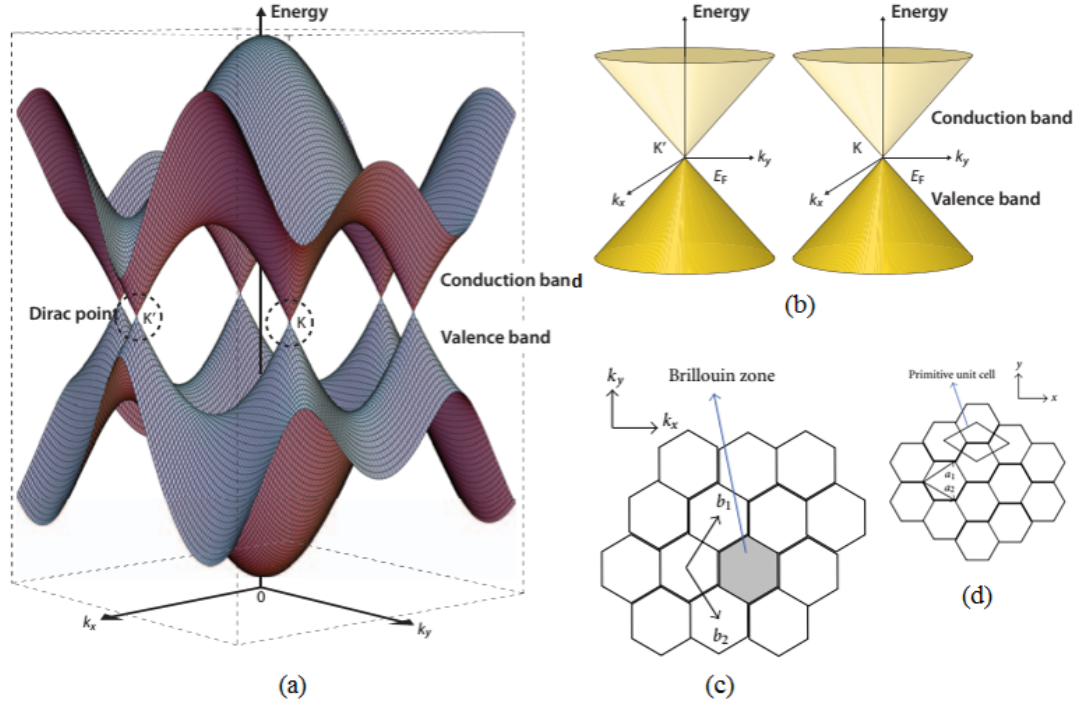 Energy
Conduction band
Dirac point
K′
K
Valence band
0
kx
ky
(a)
Energy
Energy
Conduction band
K′
ky
K
ky
EF
EF
kx
kx
Valence band
(b)
ky
Brillouin zone
kx
b1
b2
(c)
Primitive unit cell
y
x
a1
a2
(d)